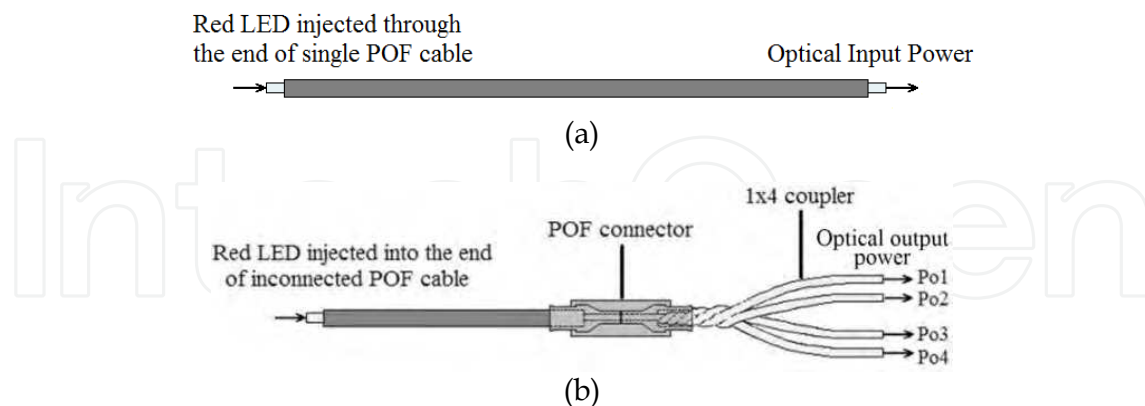 Red LED injected through
the end of single POF cable
Optical Input Power
(a)
IntechOpen
1x4 coupler
POF connector
Optical output
power
Red LED injected into the end
of inconnected POF cable
Po1
Po2
Po3
Po4
(b)